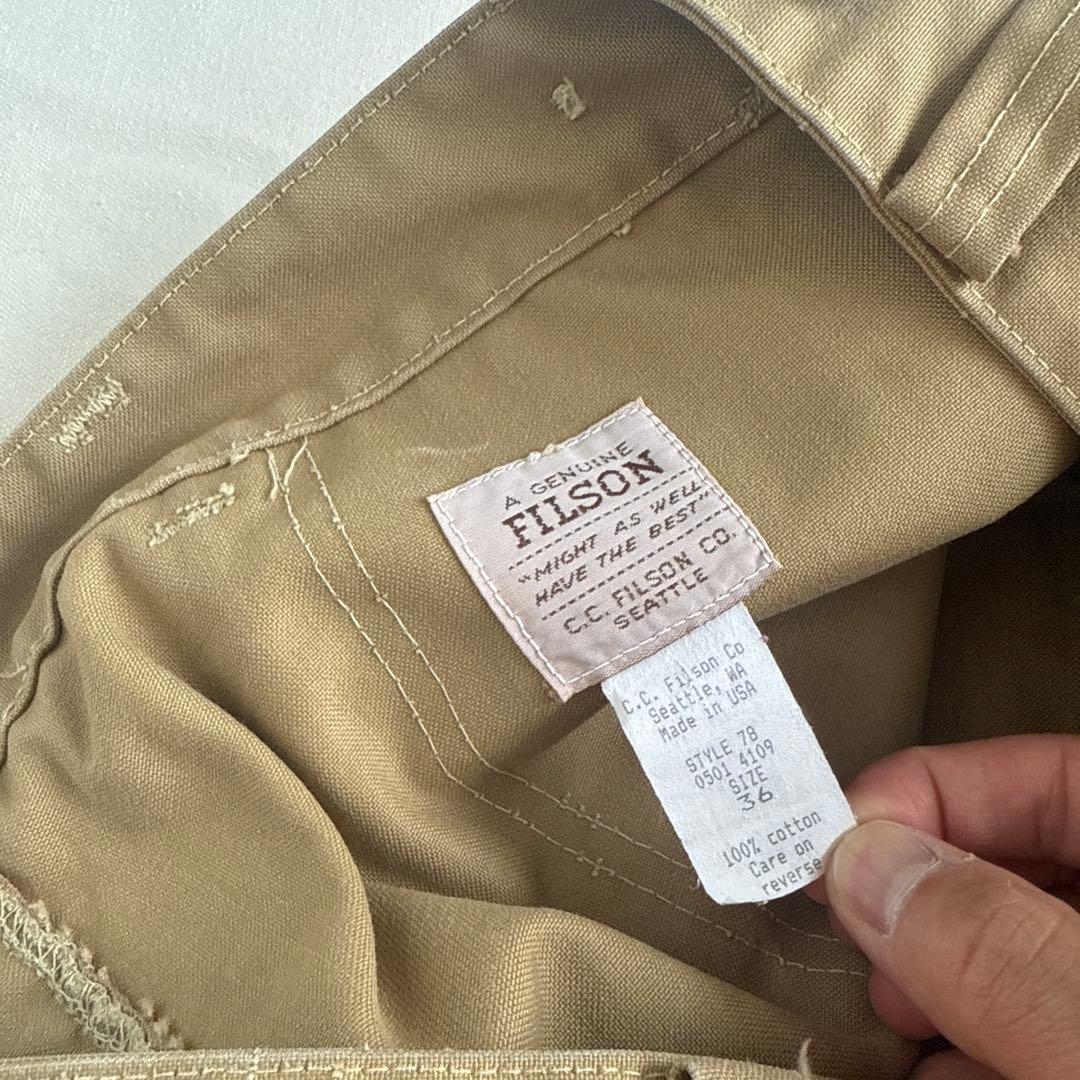 A GENUINE
FILSON
"MIGHT AS WELL
HAVE THE BEST"
C.C. FILSON CO.
SEATTLE
C.C. Filson Co
Seattle, WA
Made in USA
STYLE 78
0501 4109
SIZE
36
100% cotton
Care on
reverse